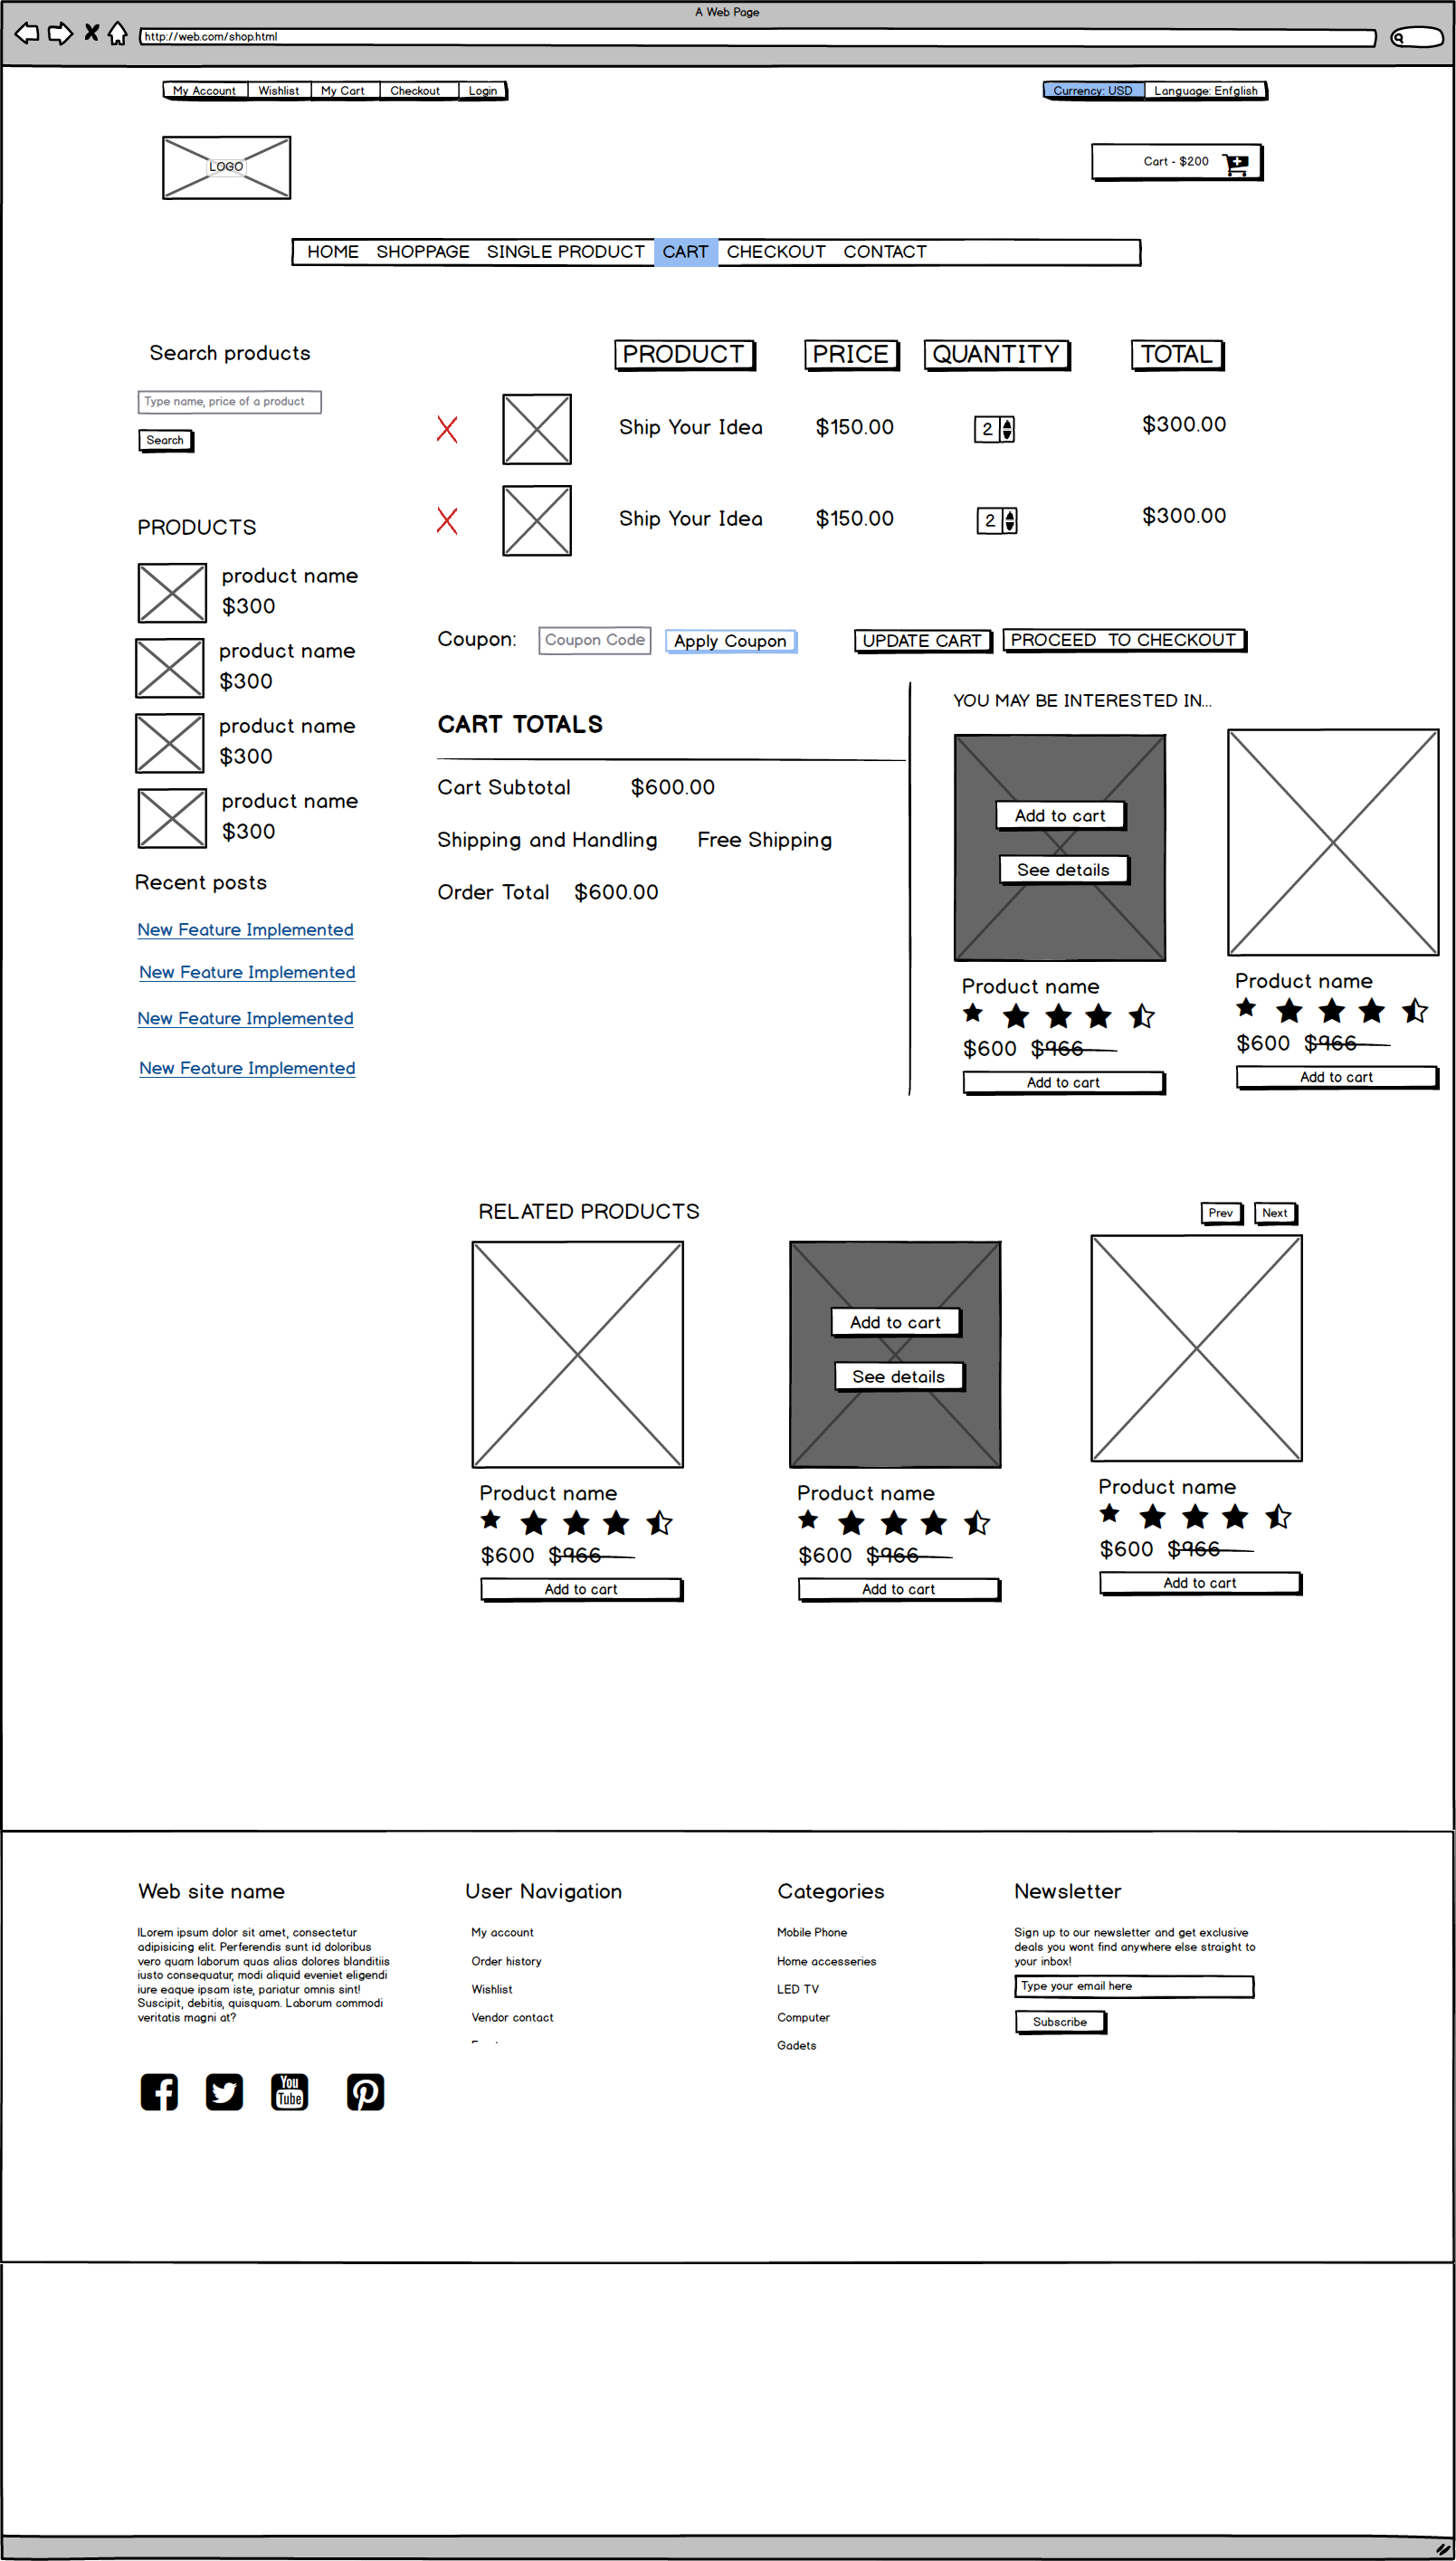 A Web Page
http://web.com/shop.html
My Account Wishlist My Cart Checkout Login
Currency: USD Language: Enfglish
LOGO
Cart - $200
HOME SHOPPAGE SINGLE PRODUCT CART CHECKOUT CONTACT
Search products
Type name, price of a product
Search
PRODUCTS
product name
$300
product name
$300
product name
$300
product name
$300
Recent posts
New Feature Implemented
New Feature Implemented
New Feature Implemented
New Feature Implemented
PRODUCT PRICE QUANTITY TOTAL
X Ship Your Idea $150.00 2 $300.00
X Ship Your Idea $150.00 2 $300.00
Coupon: Coupon Code Apply Coupon UPDATE CART PROCEED TO CHECKOUT
CART TOTALS
Cart Subtotal $600.00
Shipping and Handling Free Shipping
Order Total $600.00
YOU MAY BE INTERESTED IN...
Add to cart
See details
Product name
$600 $966
Add to cart
Product name
$600 $966
Add to cart
RELATED PRODUCTS
Prev Next
Product name
$600 $966
Add to cart
Add to cart
See details
Product name
$600 $966
Add to cart
Product name
$600 $966
Add to cart
Web site name
lLorem ipsum dolor sit amet, consectetur
adipisicing elit. Perferendis sunt id doloribus
vero quam laborum quas alias dolores blanditiis
iusto consequatur, modi aliquid eveniet eligendi
iure eaque ipsam iste, pariatur omnis sint!
Suscipit, debitis, quisquam. Laborum commodi
veritatis magni at?
You
Tube
User Navigation
My account
Order history
Wishlist
Vendor contact
Categories
Mobile Phone
Home accesseries
LED TV
Computer
Gadets
Newsletter
Sign up to our newsletter and get exclusive
deals you wont find anywhere else straight to
your inbox!
Type your email here
Subscribe